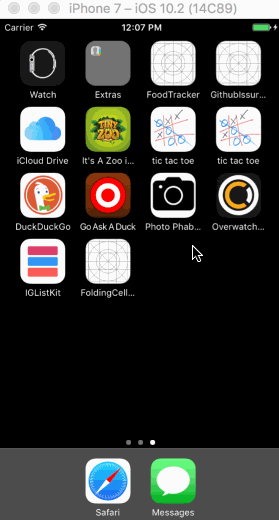 iPhone 7 – iOS 10.2 (14C89)
Carrier 12:07 PM
Watch Extras FoodTracker GithubIssur...
iCloud Drive It's A Zoo i... tic tac toe tic tac toe
DuckDuckGo Go Ask A Duck Photo Phab... Overwatch...
IGListKit FoldingCell...
Safari Messages